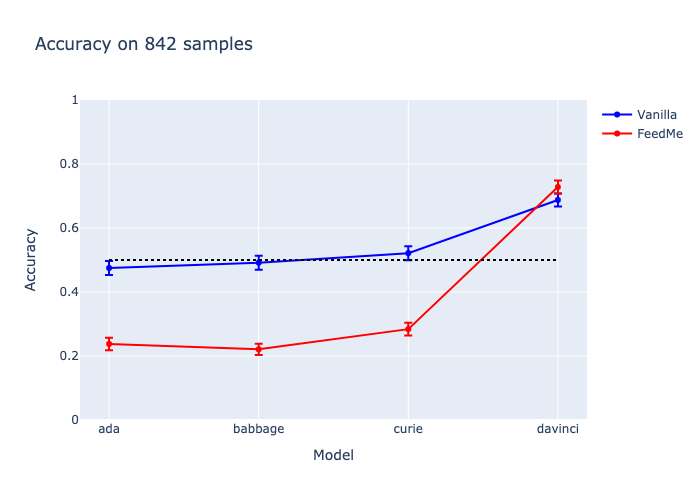 Accuracy on 842 samples
Vanilla
FeedMe
1
0.8
0.6
0.4
0.2
0
Accuracy
ada
babbage
curie
davinci
Model